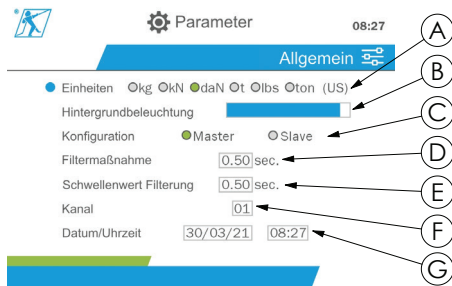 Parameter 08:27
Allgemein
Einheiten kg kN daN t lbs ton (US)
Hintergrundbeleuchtung
Konfiguration Master Slave
Filtermaßnahme 0.50 sec.
Schwellenwert Filterung 0.50 sec.
Kanal 01
Datum/Uhrzeit 30/03/21 08:27
A
B
C
D
E
F
G